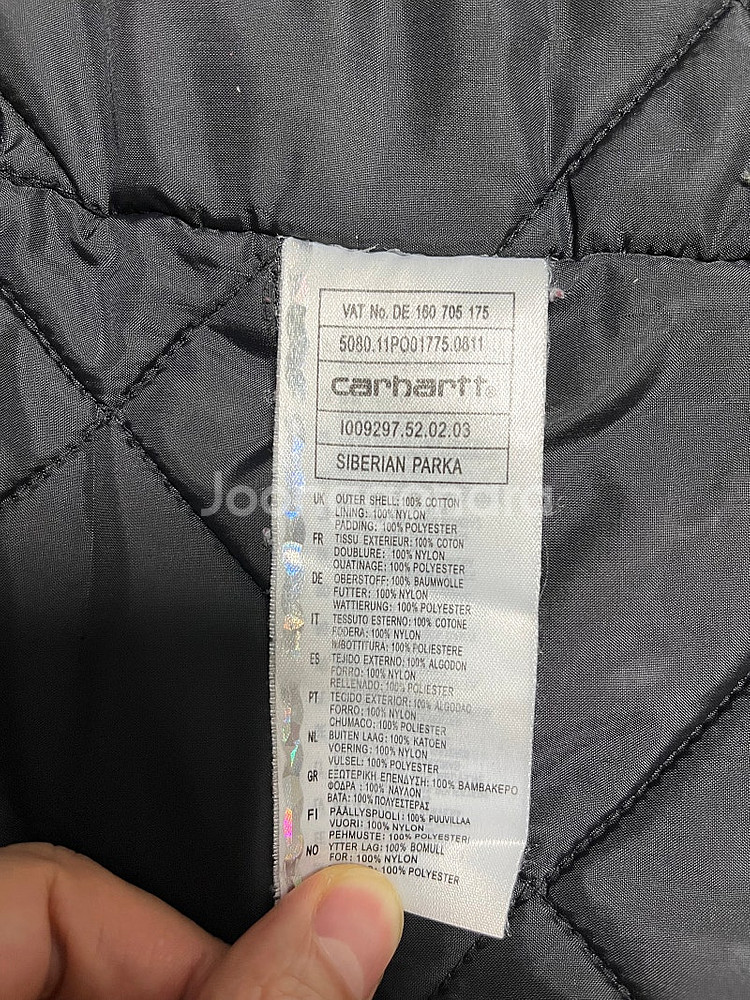 VAT No. DE 160 705 175
5080.11PO01775.0811
carhartt®
I009297.52.02.03
SIBERIAN PARKA
UK OUTER SHELL: 100% COTTON
LINING: 100% NYLON
PADDING: 100% POLYESTER
FR TISSU EXTERIEUR: 100% COTON
DOUBLURE: 100% NYLON
OUATINAGE: 100% POLYESTER
DE OBERSTOFF: 100% BAUMWOLLE
FUTTER: 100% NYLON
WATTIERUNG: 100% POLYESTER
IT TESSUTO ESTERNO: 100% COTONE
FODERA: 100% NYLON
IMBOTTITURA: 100% POLIESTERE
ES TEJIDO EXTERNO: 100% ALGODON
FORRO: 100% NYLON
RELLENADO: 100% POLIESTER
PT TECIDO EXTERIOR: 100% ALGODAO
FORRO: 100% NYLON
CHUMACO: 100% POLIESTER
NL BUITEN LAAG: 100% KATOEN
VOERING: 100% NYLON
VULSEL: 100% POLYESTER
GR ΕΞΩΤΕΡΙΚΗ ΕΠΕΝΔΥΣΗ: 100% ΒΑΜΒΑΚΕΡΟ
ΦΟΔΡΑ: 100% ΝΑΥΛΟΝ
ΒΑΤΑ: 100% ΠΟΛΥΕΣΤΕΡΑΣ
FI PÄÄLLYSPUOLI: 100% PUUVILLAA
VUORI: 100% NYLON
PEHMUSTE: 100% POLYESTERI
NO YTTER LAG: 100% BOMULL
FOR: 100% NYLON
100% POLYESTER